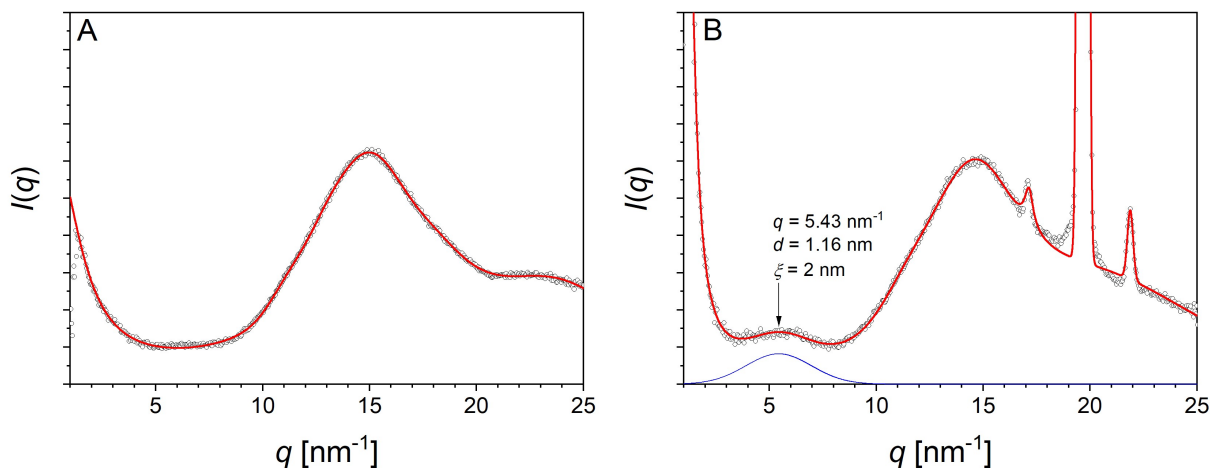 A
I(q)
5
10
15
20
25
q [nm⁻¹]
B
I(q)
q = 5.43 nm⁻¹
d = 1.16 nm
ξ = 2 nm
5
10
15
20
25
q [nm⁻¹]